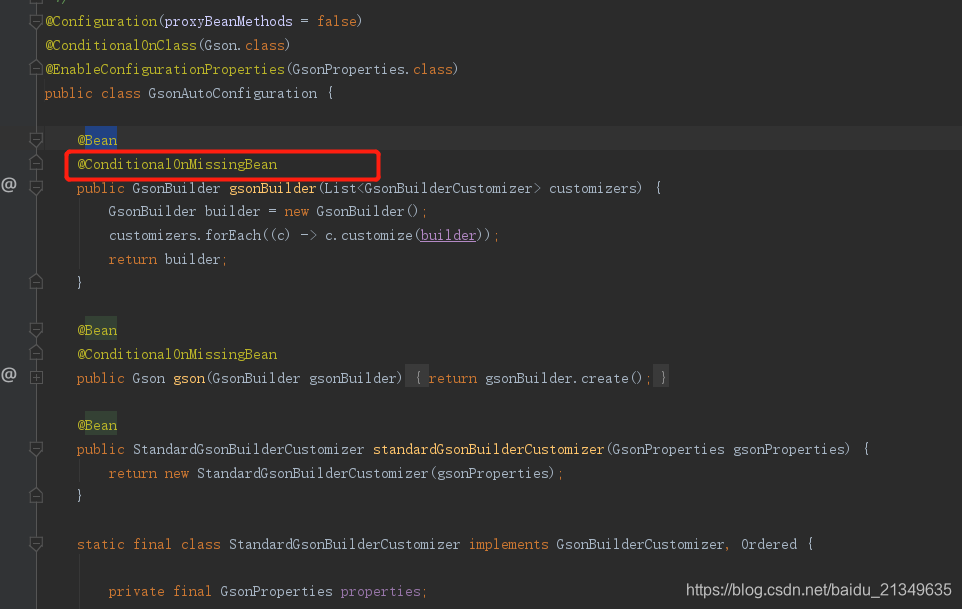 @Configuration(proxyBeanMethods = false)
@ConditionalOnClass(Gson.class)
@EnableConfigurationProperties(GsonProperties.class)
public class GsonAutoConfiguration {
@Bean
@ConditionalOnMissingBean
public GsonBuilder gsonBuilder(List<GsonBuilderCustomizer> customizers) {
GsonBuilder builder = new GsonBuilder();
customizers.forEach((c) -> c.customize(builder));
return builder;
}
@Bean
@ConditionalOnMissingBean
public Gson gson(GsonBuilder gsonBuilder) { return gsonBuilder.create(); }
@Bean
public StandardGsonBuilderCustomizer standardGsonBuilderCustomizer(GsonProperties gsonProperties) {
return new StandardGsonBuilderCustomizer(gsonProperties);
}
static final class StandardGsonBuilderCustomizer implements GsonBuilderCustomizer, Ordered {
private final GsonProperties properties;
https://blog.csdn.net/baidu_21349635